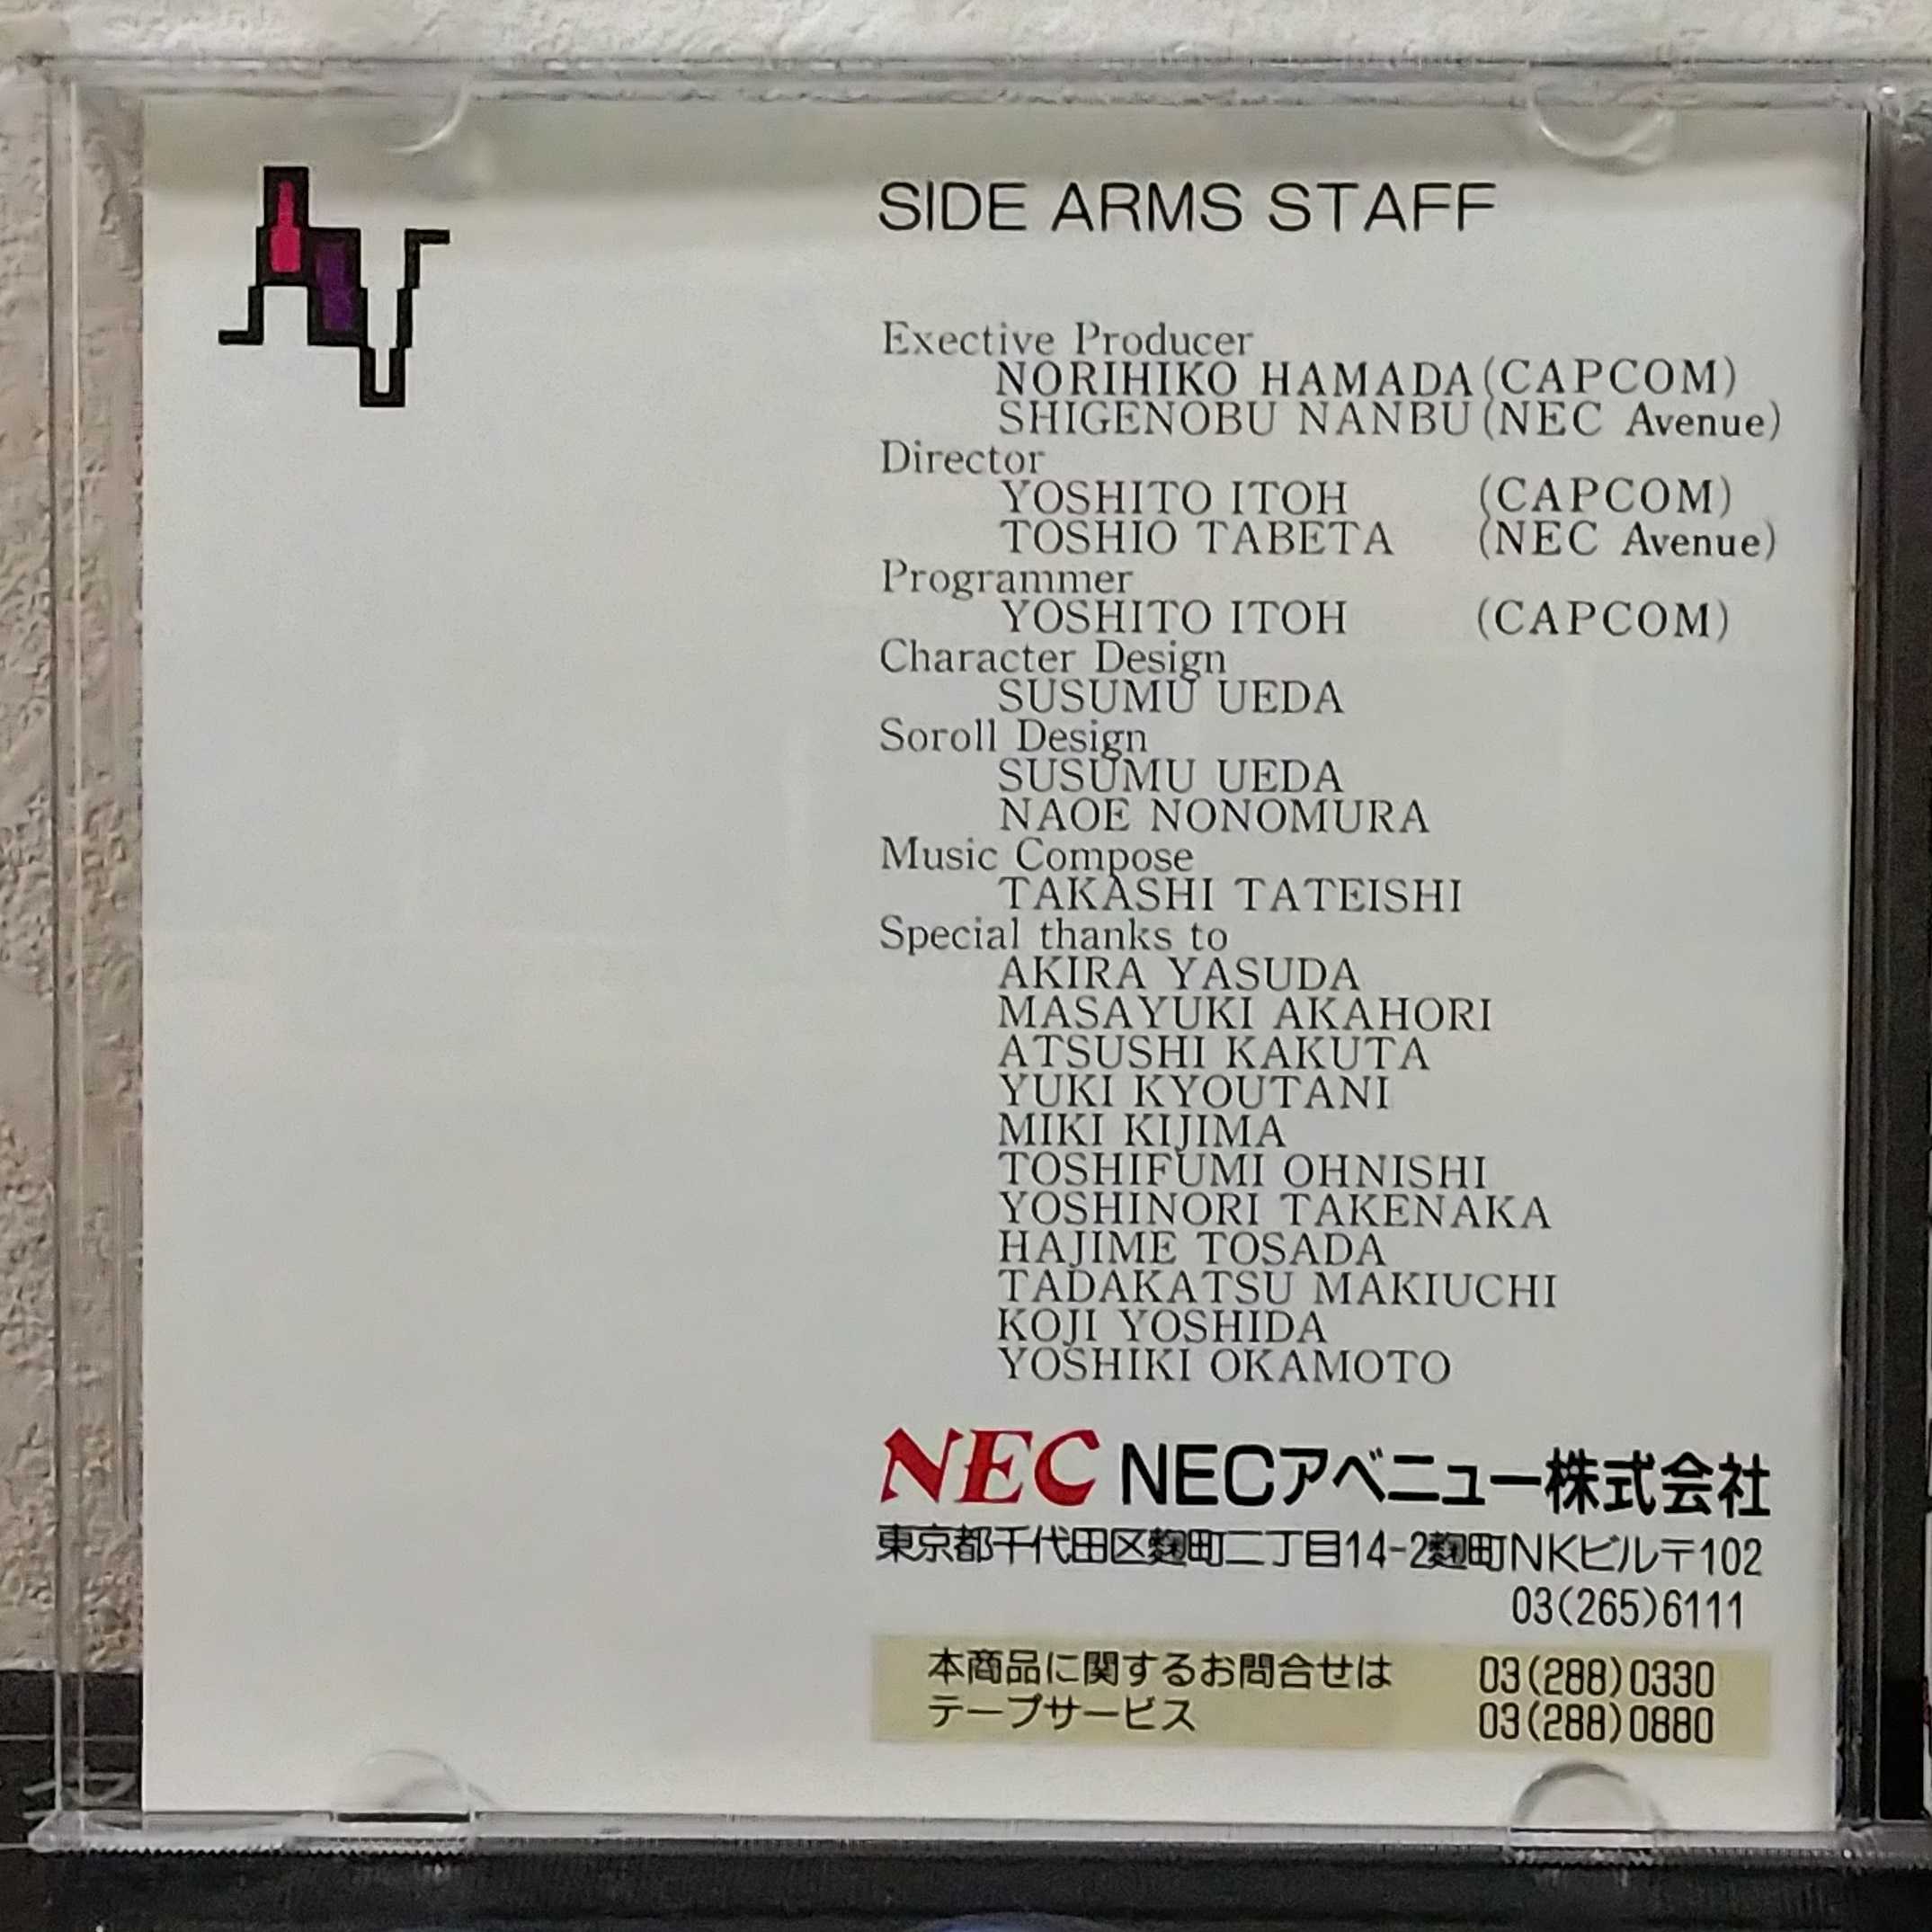 SIDE ARMS STAFF
Exective Producer
NORIHIKO HAMADA(CAPCOM)
SHIGENOBU NANBU(NEC Avenue)
Director
YOSHITO ITOH (CAPCOM)
TOSHIO TABETA (NEC Avenue)
Programmer
YOSHITO ITOH (CAPCOM)
Character Design
SUSUMU UEDA
Soroll Design
SUSUMU UEDA
NAOE NONOMURA
Music Compose
TAKASHI TATEISHI
Special thanks to
AKIRA YASUDA
MASAYUKI AKAHORI
ATSUSHI KAKUTA
YUKI KYOUTANI
MIKI KIJIMA
TOSHIFUMI OHNISHI
YOSHINORI TAKENAKA
HAJIME TOSADA
TADAKATSU MAKIUCHI
KOJI YOSHIDA
YOSHIKI OKAMOTO
NEC NECアベニュー株式会社
東京都千代田区麹町二丁目14-2麹町NKビル〒102
03(265)6111
本商品に関するお問合せは 03(288)0330
テープサービス 03(288)0880